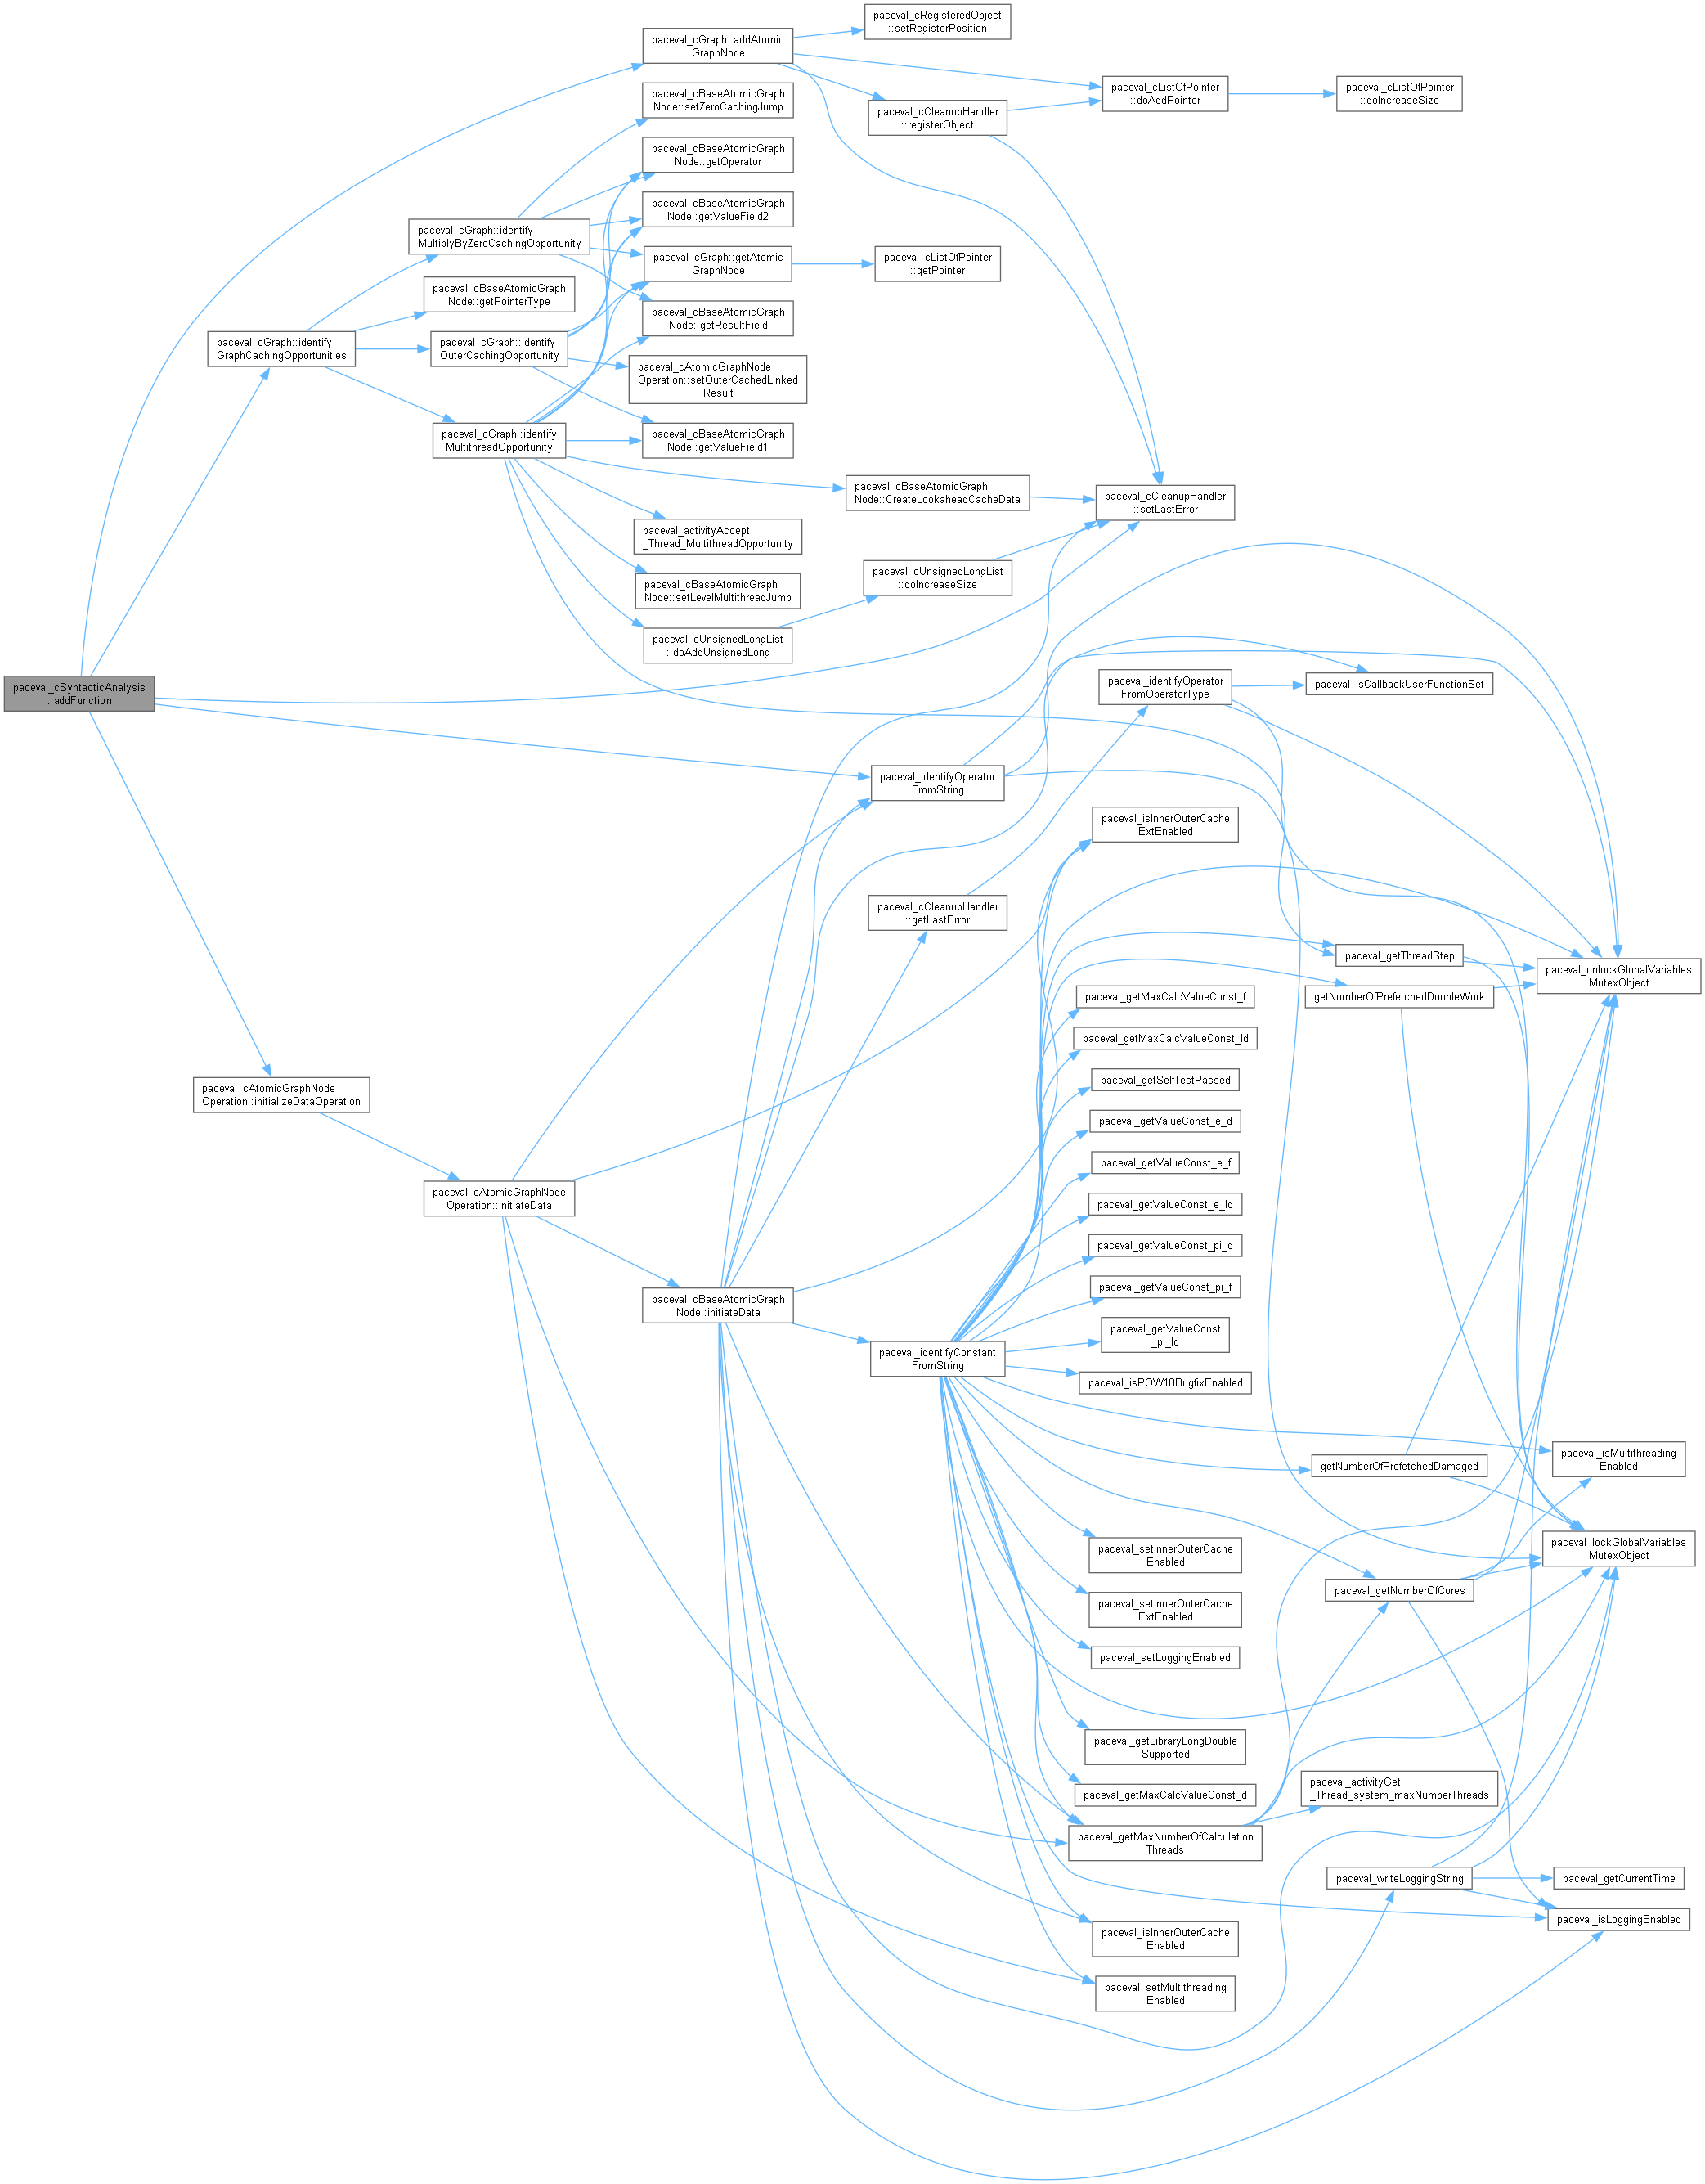 paceval_cSyntacticAnalysis
::addFunction
paceval_cGraph::addAtomic
GraphNode
paceval_cRegisteredObject
::setRegisterPosition
paceval_cListOfPointer
::doAddPointer
paceval_cListOfPointer
::doIncreaseSize
paceval_cCleanupHandler
::registerObject
paceval_cBaseAtomicGraph
Node::setZeroCachingJump
paceval_cBaseAtomicGraph
Node::getOperator
paceval_cBaseAtomicGraph
Node::getValueField2
paceval_cGraph::identify
MultiplyByZeroCachingOpportunity
paceval_cGraph::getAtomic
GraphNode
paceval_cListOfPointer
::getPointer
paceval_cBaseAtomicGraph
Node::getPointerType
paceval_cBaseAtomicGraph
Node::getResultField
paceval_cGraph::identify
GraphCachingOpportunities
paceval_cGraph::identify
OuterCachingOpportunity
paceval_cAtomicGraphNode
Operation::setOuterCachedLinked
Result
paceval_cGraph::identify
MultithreadOpportunity
paceval_cBaseAtomicGraph
Node::getValueField1
paceval_cBaseAtomicGraph
Node::CreateLookaheadCacheData
paceval_cCleanupHandler
::setLastError
paceval_activityAccept
_Thread_MultithreadOpportunity
paceval_cUnsignedLongList
::doIncreaseSize
paceval_cBaseAtomicGraph
Node::setLevelMultithreadJump
paceval_cUnsignedLongList
::doAddUnsignedLong
paceval_identifyOperator
FromOperatorType
paceval_isCallbackUserFunctionSet
paceval_identifyOperator
FromString
paceval_isInnerOuterCache
ExtEnabled
paceval_cCleanupHandler
::getLastError
paceval_getThreadStep
paceval_unlockGlobalVariables
MutexObject
getNumberOfPrefetchedDoubleWork
paceval_getMaxCalcValueConst_f
paceval_getMaxCalcValueConst_ld
paceval_getSelfTestPassed
paceval_cAtomicGraphNode
Operation::initializeDataOperation
paceval_getValueConst_e_d
paceval_getValueConst_e_f
paceval_cAtomicGraphNode
Operation::initiateData
paceval_getValueConst_e_ld
paceval_getValueConst_pi_d
paceval_getValueConst_pi_f
paceval_cBaseAtomicGraph
Node::initiateData
paceval_getValueConst
_pi_ld
paceval_identifyConstant
FromString
paceval_isPOW10BugfixEnabled
paceval_isMultithreading
Enabled
getNumberOfPrefetchedDamaged
paceval_setInnerOuterCache
Enabled
paceval_lockGlobalVariables
MutexObject
paceval_getNumberOfCores
paceval_setInnerOuterCache
ExtEnabled
paceval_setLoggingEnabled
paceval_getLibraryLongDouble
Supported
paceval_getMaxCalcValueConst_d
paceval_activityGet
_Thread_system_maxNumberThreads
paceval_getMaxNumberOfCalculation
Threads
paceval_writeLoggingString
paceval_getCurrentTime
paceval_isLoggingEnabled
paceval_isInnerOuterCache
Enabled
paceval_setMultithreading
Enabled